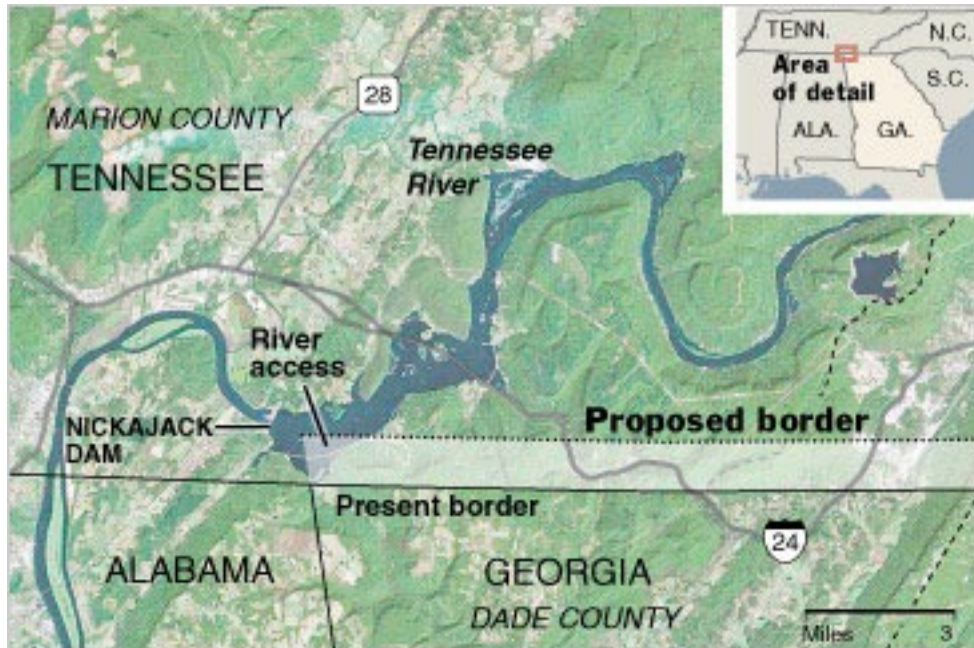 TENN.
N.C.
Area
of detail
S.C.
ALA.
GA.
28
MARION COUNTY
TENNESSEE
Tennessee
River
River
access
NICKAJACK
DAM
Proposed border
Present border
24
ALABAMA
GEORGIA
DADE COUNTY
Miles 3